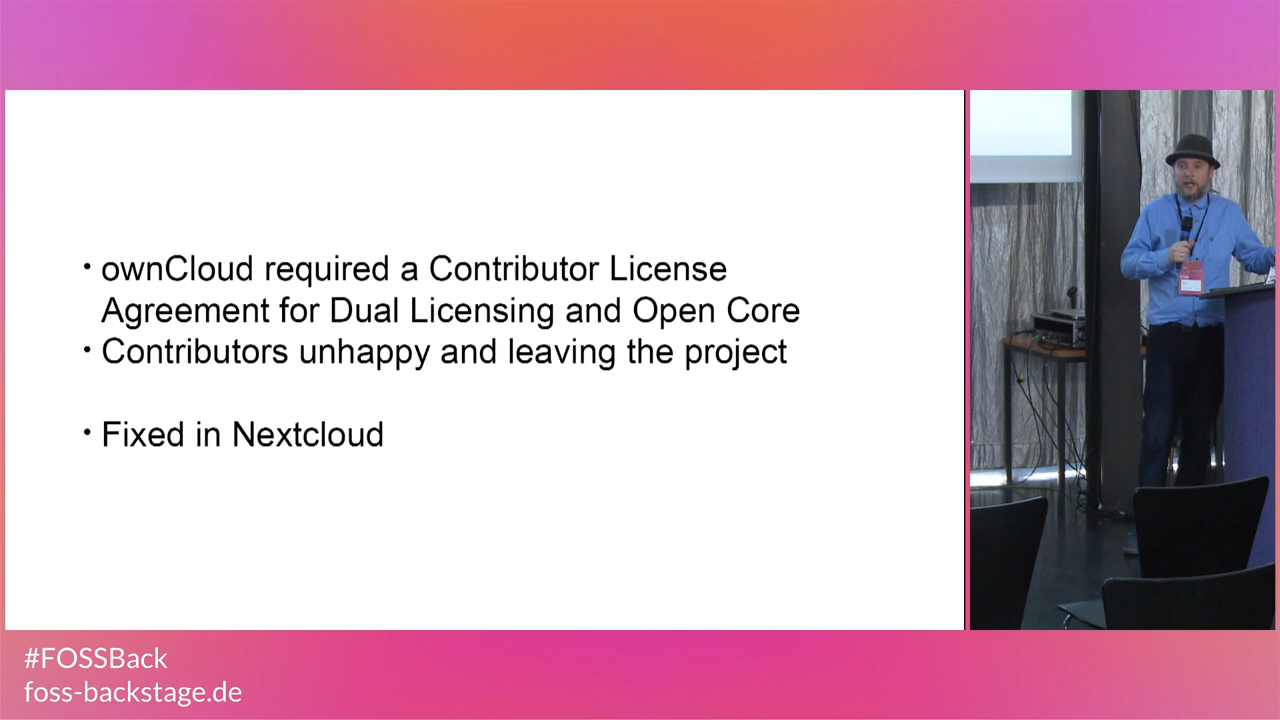 • ownCloud required a Contributor License
Agreement for Dual Licensing and Open Core
• Contributors unhappy and leaving the project
• Fixed in Nextcloud
#FOSSBack
foss-backstage.de